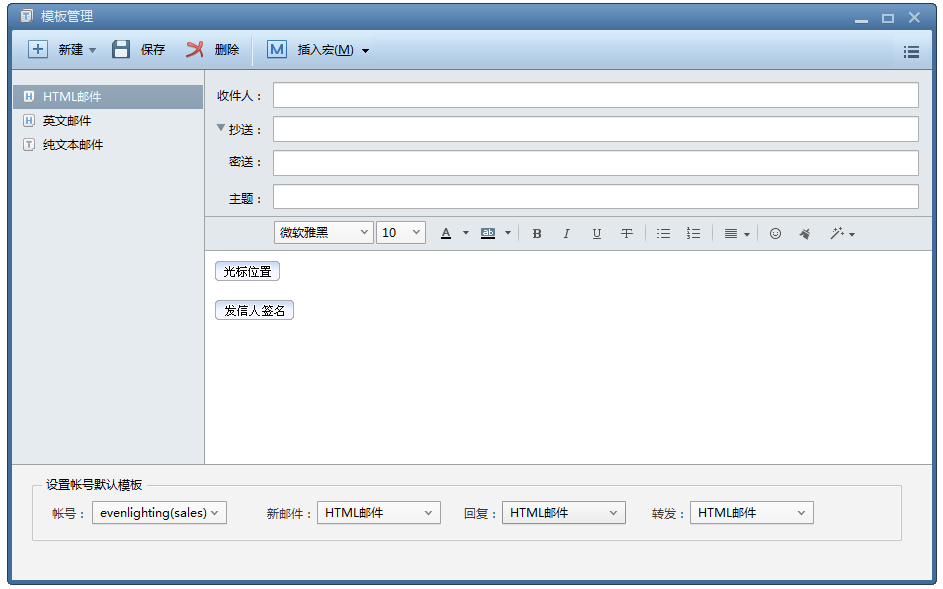 模板管理
新建 保存 删除 M 插入宏(M)
H HTML邮件
H 英文邮件
T 纯文本邮件
收件人：
抄送：
密送：
主题：
微软雅黑 10 A ab B I U T
光标位置
发信人签名
设置帐号默认模板
帐号： evenlighting(sales) 新邮件： HTML邮件 回复： HTML邮件 转发： HTML邮件